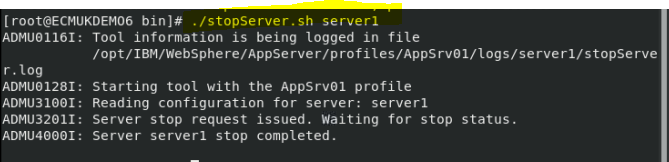 [root@ECMUKDEMO6 bin]# ./stopServer.sh server1
ADMU0116I: Tool information is being logged in file
/opt/IBM/WebSphere/AppServer/profiles/AppSrv01/logs/server1/stopServe
r.log
ADMU0128I: Starting tool with the AppSrv01 profile
ADMU3100I: Reading configuration for server: server1
ADMU3201I: Server stop request issued. Waiting for stop status.
ADMU4000I: Server server1 stop completed.